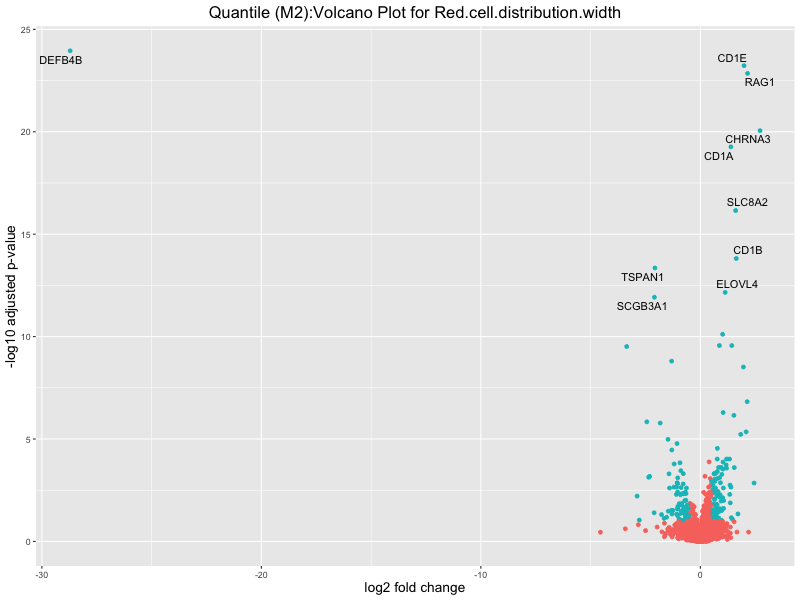 Quantile (M2):Volcano Plot for Red.cell.distribution.width
25
20
15
10
5
0
-log10 adjusted p-value
DEFB4B
CD1E
RAG1
CHRNA3
CD1A
SLC8A2
CD1B
TSPAN1
ELOVL4
SCGB3A1
-30
-20
-10
0
log2 fold change